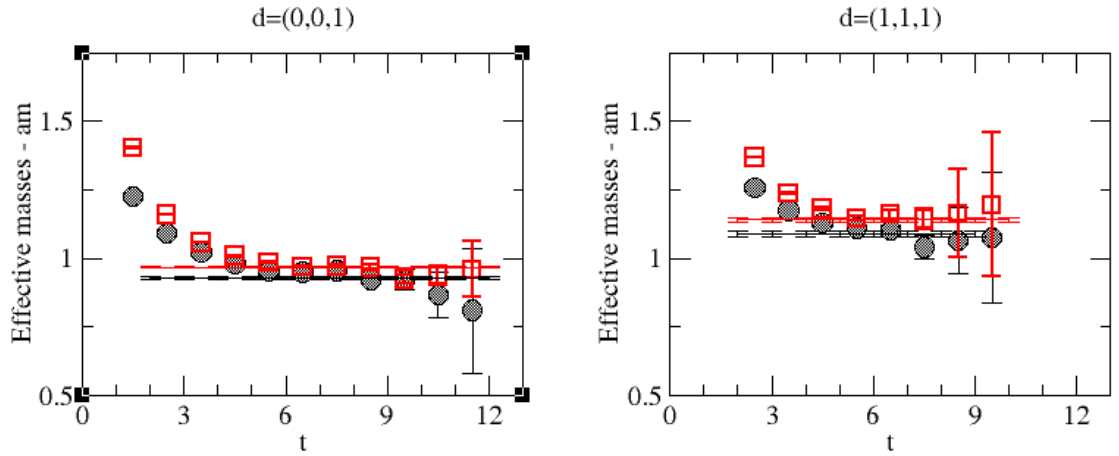 d=(0,0,1)
Effective masses - am
1.5
1
0.5
0
3
6
9
12
t
d=(1,1,1)
Effective masses - am
1.5
1
0.5
0
3
6
9
12
t